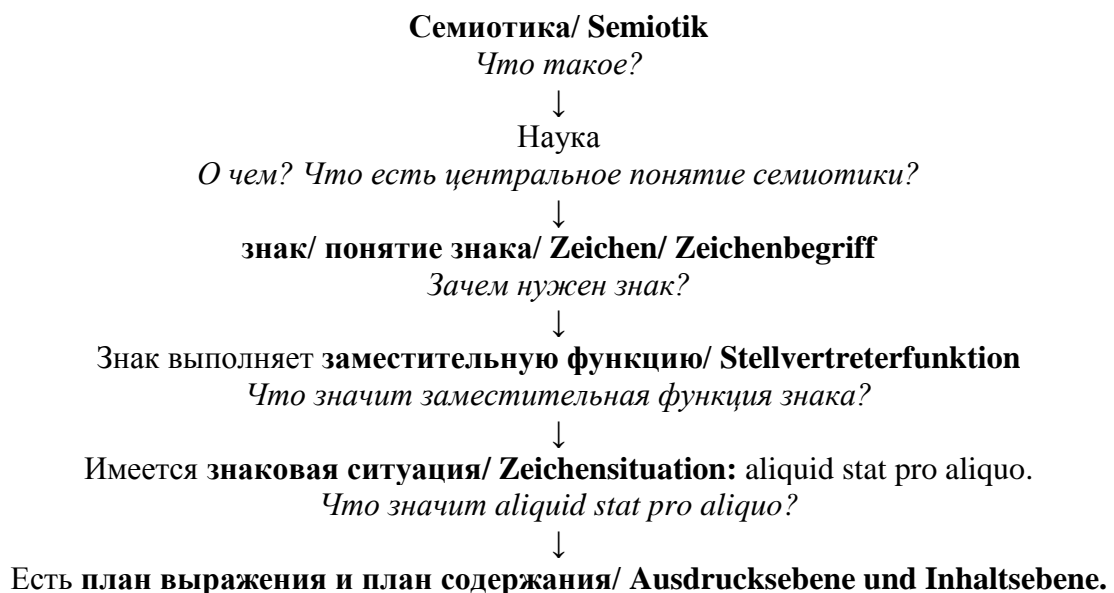 Семиотика/ Semiotik
Что такое?
↓
Наука
О чем? Что есть центральное понятие семиотики?
↓
знак/ понятие знака/ Zeichen/ Zeichenbegriff
Зачем нужен знак?
↓
Знак выполняет заместительную функцию/ Stellvertreterfunktion
Что значит заместительная функция знака?
↓
Имеется знаковая ситуация/ Zeichensituation: aliquid stat pro aliquo.
Что значит aliquid stat pro aliquo?
↓
Есть план выражения и план содержания/ Ausdrucksebene und Inhaltsebene.